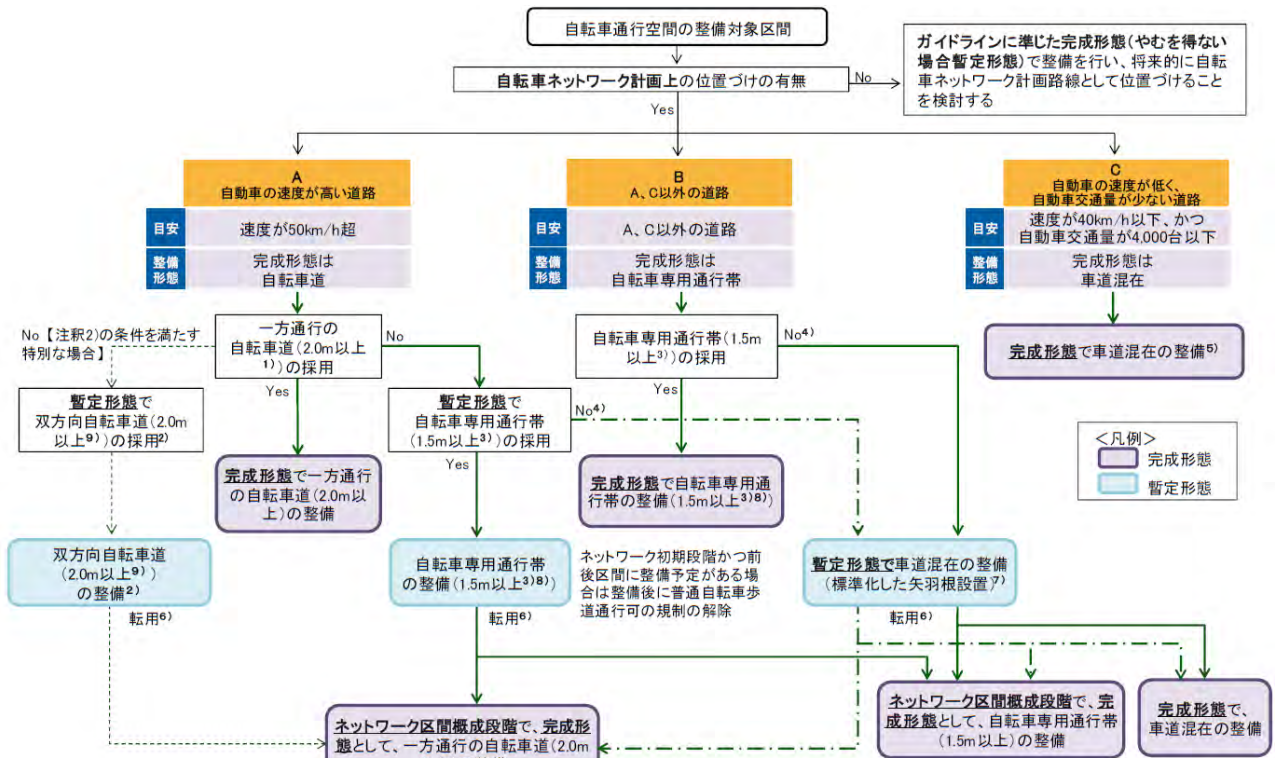 自転車通行空間の整備対象区間
自転車ネットワーク計画上の位置づけの有無
No
ガイドラインに準じた完成形態(やむを得ない
場合暫定形態)で整備を行い、将来的に自転
車ネットワーク計画路線として位置づけること
を検討する
Yes
A
自動車の速度が高い道路
目安
速度が50km/h超
整備
形態
完成形態は
自転車道
B
A、C以外の道路
目安
A、C以外の道路
整備
形態
完成形態は
自転車専用通行帯
C
自動車の速度が低く、
自動車交通量が少ない道路
目安
速度が40km/h以下、かつ
自動車交通量が4,000台以下
整備
形態
完成形態は
車道混在
No【注釈2)の条件を満たす
特別な場合】
一方通行の
自転車道(2.0m以上
1))の採用
No
Yes
自転車専用通行帯(1.5m
以上3))の採用
No4)
Yes
完成形態で車道混在の整備5)
暫定形態で
双方向自転車道(2.0m
以上9))の採用2)
暫定形態で
自転車専用通行帯
(1.5m以上3))の採用
No4)
Yes
完成形態で一方通行
の自転車道(2.0m以
上)の整備
完成形態で自転車専用通
行帯の整備(1.5m以上3)8))
<凡例>
完成形態
暫定形態
双方向自転車道
(2.0m以上9))
の整備2)
自転車専用通行帯
の整備(1.5m以上3)8))
ネットワーク初期段階かつ前
後区間に整備予定がある場
合は整備後に普通自転車歩
道通行可の規制の解除
暫定形態で車道混在の整備
(標準化した矢羽根設置)7)
転用6)
転用6)
転用6)
ネットワーク区間概成段階で、完成形
態として、一方通行の自転車道(2.0m
ネットワーク区間概成段階で、完
成形態として、自転車専用通行帯
(1.5m以上)の整備
完成形態で、
車道混在の整備